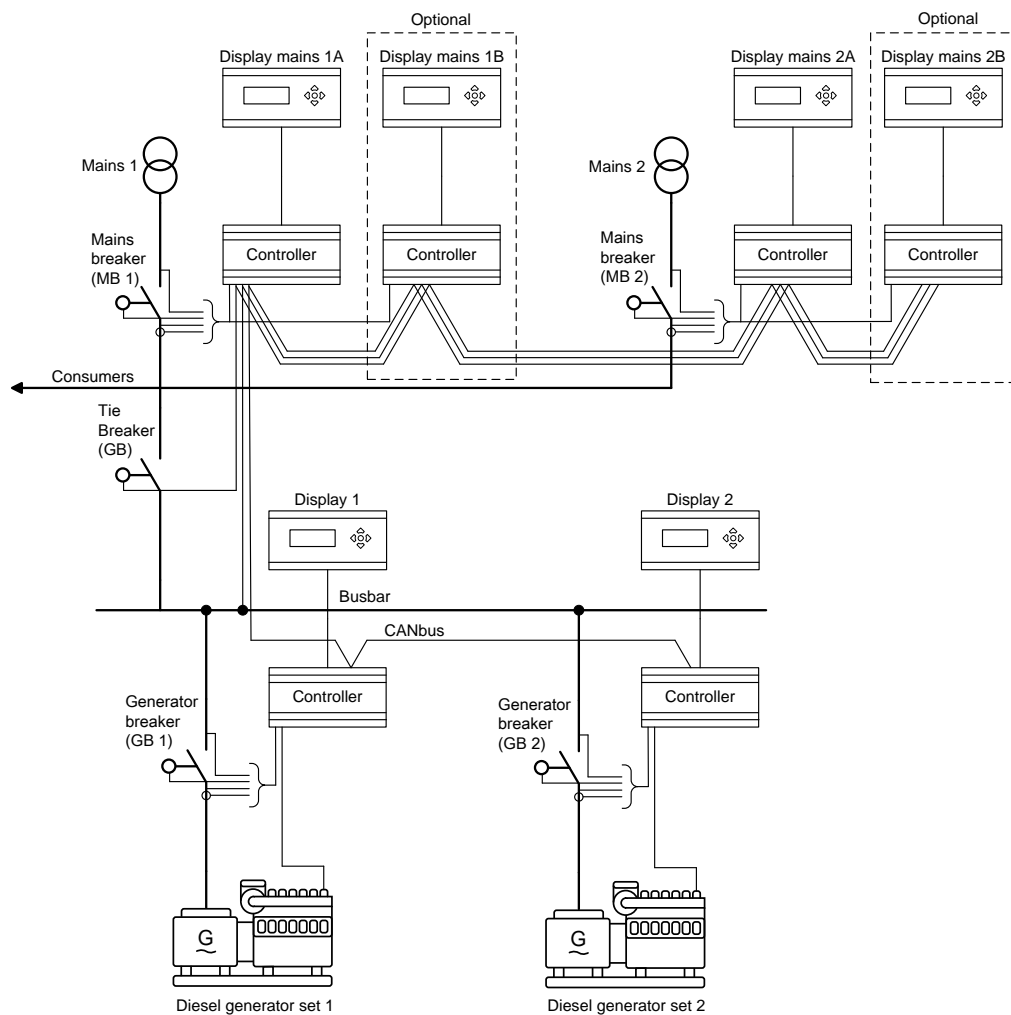 Optional
Optional
Display mains 1A
Display mains 1B
Display mains 2A
Display mains 2B
Mains 1
Mains 2
Mains
breaker
(MB 1)
Controller
Controller
Mains
breaker
(MB 2)
Controller
Controller
Consumers
Tie
Breaker
(GB)
Display 1
Display 2
Busbar
CANbus
Generator
breaker
(GB 1)
Controller
Generator
breaker
(GB 2)
Controller
G
G
Diesel generator set 1
Diesel generator set 2